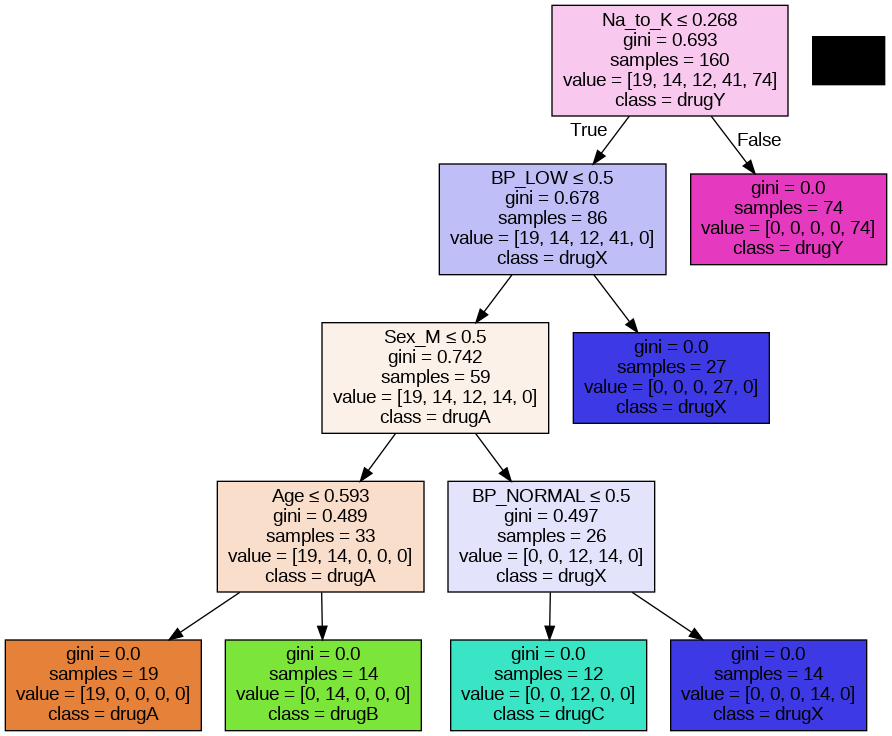 Na_to_K ≤ 0.268
gini = 0.693
samples = 160
value = [19, 14, 12, 41, 74]
class = drugY
True
False
BP_LOW ≤ 0.5
gini = 0.678
samples = 86
value = [19, 14, 12, 41, 0]
class = drugX
gini = 0.0
samples = 74
value = [0, 0, 0, 0, 74]
class = drugY
Sex_M ≤ 0.5
gini = 0.742
samples = 59
value = [19, 14, 12, 14, 0]
class = drugA
gini = 0.0
samples = 27
value = [0, 0, 0, 27, 0]
class = drugX
Age ≤ 0.593
gini = 0.489
samples = 33
value = [19, 14, 0, 0, 0]
class = drugA
BP_NORMAL ≤ 0.5
gini = 0.497
samples = 26
value = [0, 0, 12, 14, 0]
class = drugX
gini = 0.0
samples = 19
value = [19, 0, 0, 0, 0]
class = drugA
gini = 0.0
samples = 14
value = [0, 14, 0, 0, 0]
class = drugB
gini = 0.0
samples = 12
value = [0, 0, 12, 0, 0]
class = drugC
gini = 0.0
samples = 14
value = [0, 0, 0, 14, 0]
class = drugX